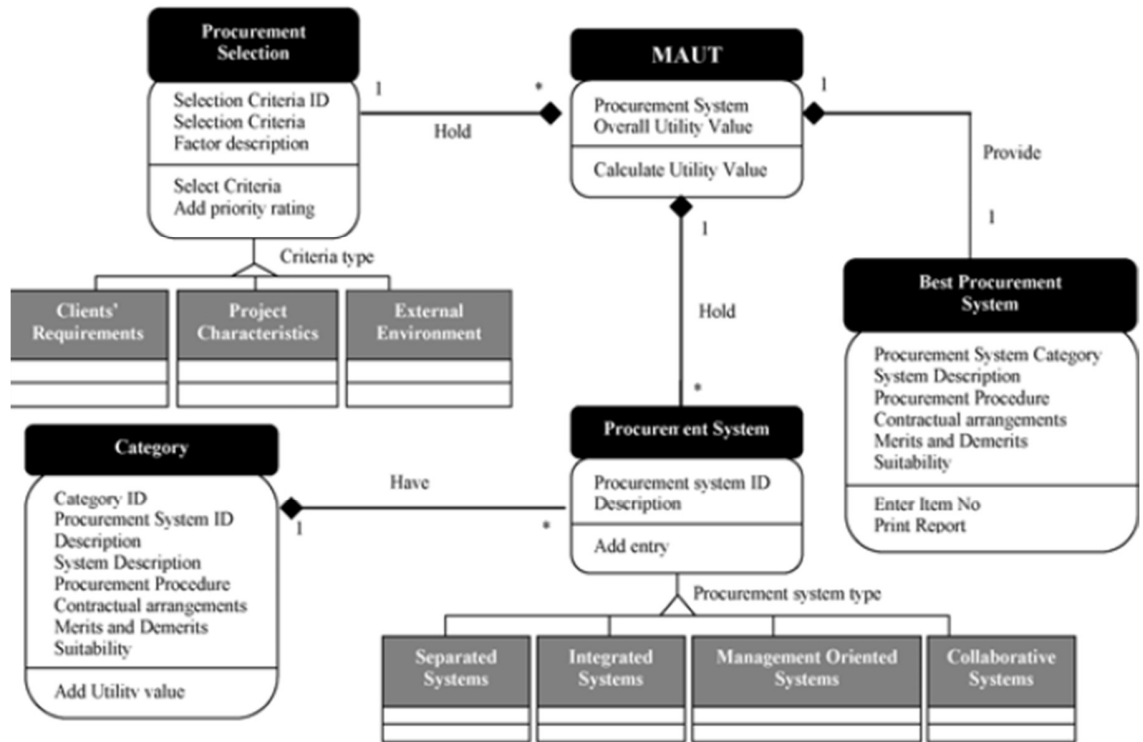 Procurement
Selection
Selection Criteria ID
Selection Criteria
Factor description
Select Criteria
Add priority rating
1
*
Hold
MAUT
Procurement System
Overall Utility Value
Calculate Utility Value
1
Provide
1
1
Hold
*
Criteria type
Clients'
Requirements
Project
Characteristics
External
Environment
Best Procurement
System
Procurement System Category
System Description
Procurement Procedure
Contractual arrangements
Merits and Demerits
Suitability
Enter Item No
Print Report
Category
Category ID
Procurement System ID
Description
System Description
Procurement Procedure
Contractual arrangements
Merits and Demerits
Suitability
Add Utility value
Have
1
*
Procurement System
Procurement system ID
Description
Add entry
Procurement system type
Separated
Systems
Integrated
Systems
Management Oriented
Systems
Collaborative
Systems